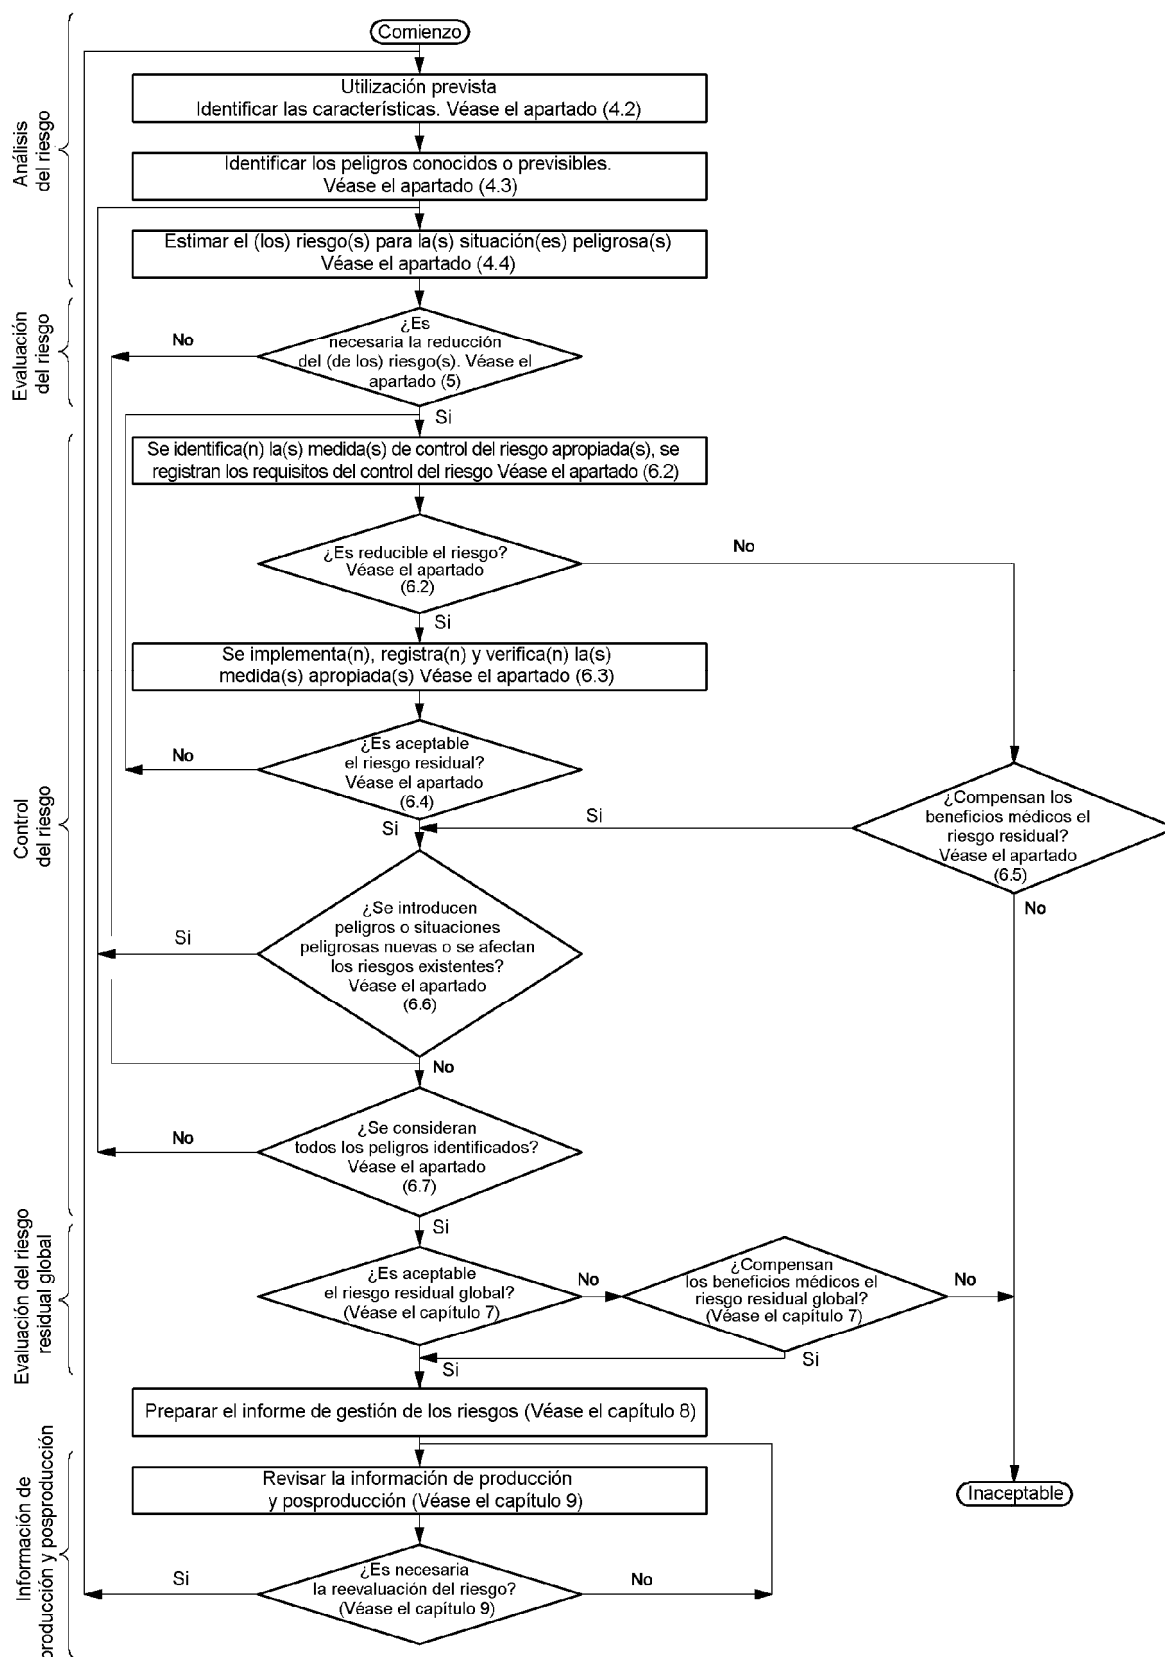 Comienzo
Utilización prevista
Identificar las características. Véase el apartado (4.2)
Análisis
del riesgo
Identificar los peligros conocidos o previsibles.
Véase el apartado (4.3)
Estimar el (los) riesgo(s) para la(s) situación(es) peligrosa(s)
Véase el apartado (4.4)
Evaluación
del riesgo
¿Es
necesaria la reducción
del (de los) riesgo(s). Véase el
apartado (5)
No
Si
Se identifica(n) la(s) medida(s) de control del riesgo apropiada(s), se
registran los requisitos del control del riesgo Véase el apartado (6.2)
¿Es reducible el riesgo?
Véase el apartado
(6.2)
No
Si
Se implementa(n), registra(n) y verifica(n) la(s)
medida(s) apropiada(s) Véase el apartado (6.3)
Control
del riesgo
¿Es aceptable
el riesgo residual?
Véase el apartado
(6.4)
No
Si
Si
¿Compensan los
beneficios médicos el
riesgo residual?
Véase el apartado
(6.5)
No
¿Se introducen
peligros o situaciones
peligrosas nuevas o se afectan
los riesgos existentes?
Véase el apartado
(6.6)
Si
No
¿Se consideran
todos los peligros identificados?
Véase el apartado
(6.7)
No
Si
Evaluación del riesgo
residual global
¿Es aceptable
el riesgo residual global?
(Véase el capítulo 7)
No
Si
¿Compensan
los beneficios médicos el
riesgo residual global?
(Véase el capítulo 7)
No
Si
Preparar el informe de gestión de los riesgos (Véase el capítulo 8)
Información de
producción y posproducción
Revisar la información de producción
y posproducción (Véase el capítulo 9)
Inaceptable
¿Es necesaria
la reevaluación del riesgo?
(Véase el capítulo 9)
Si
No